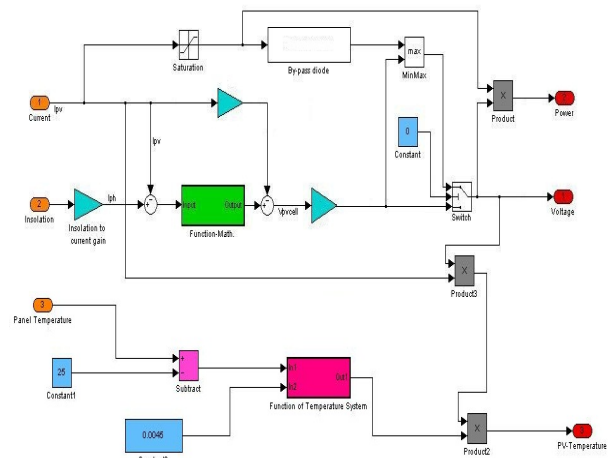 max
By-pass diode
Saturation
MinMax
X
Product
Power
1
Current
Ipv
Ipv
0
Constant
Switch
Voltage
2
Insolation
Iph
Insolation to
current gain
Input
Output
Function-Math.
Vpvcell
X
Product3
3
Panel Temperature
25
Constant1
Subtract
In1
In2
Out1
Function of Temperature System
0.0045
X
Product2
PV-Temperature